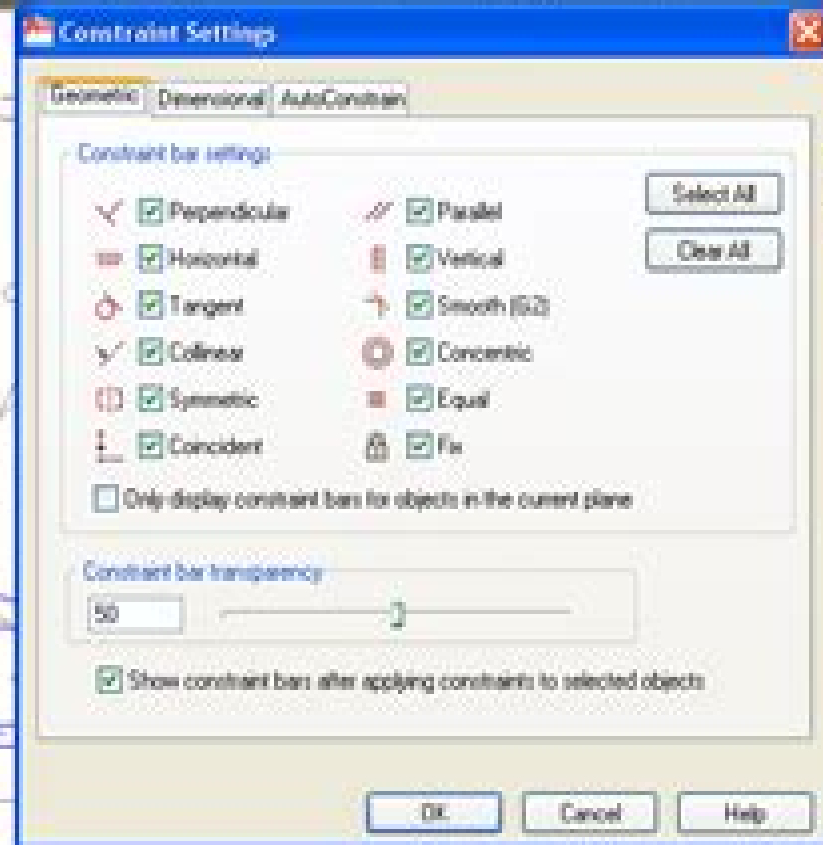 Constraint Settings
Geometric Dimensional AutoConstrain
Constraint bar settings
Perpendicular Parallel Select All
Horizontal Vertical Clear All
Tangent Smooth (G2)
Collinear Concentric
Symmetric Equal
Coincident Fix
Only display constraint bars for objects in the current plane
Constraint bar transparency
50
Show constraint bars after applying constraints to selected objects
OK Cancel Help